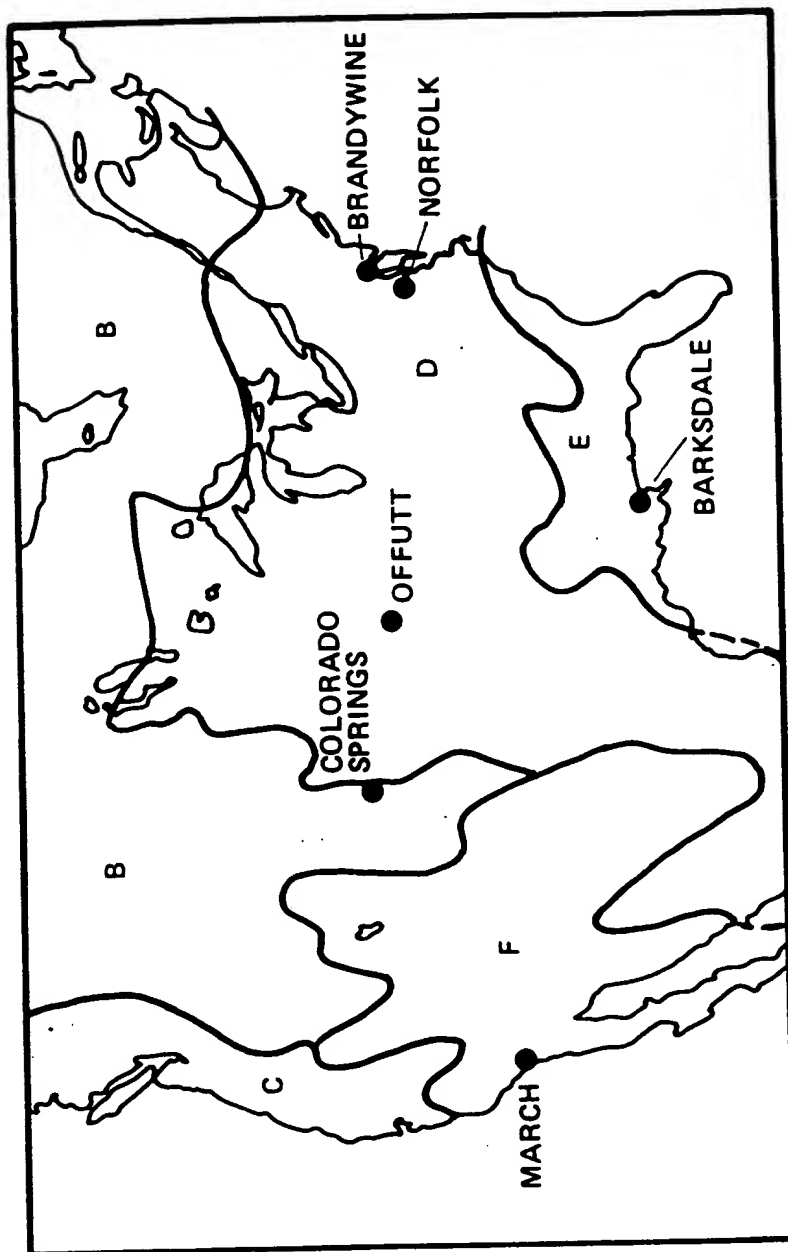 B
B
C
COLORADO
SPRINGS
BRANDYWINE
OFFUTT
NORFOLK
D
F
E
MARCH
BARKSDALE